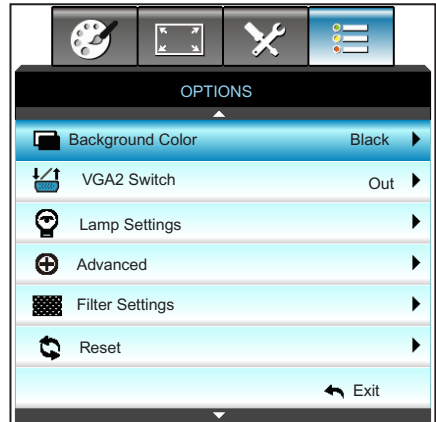 OPTIONS
Background Color Black
VGA2 Switch Out
Lamp Settings
Advanced
Filter Settings
Reset
Exit